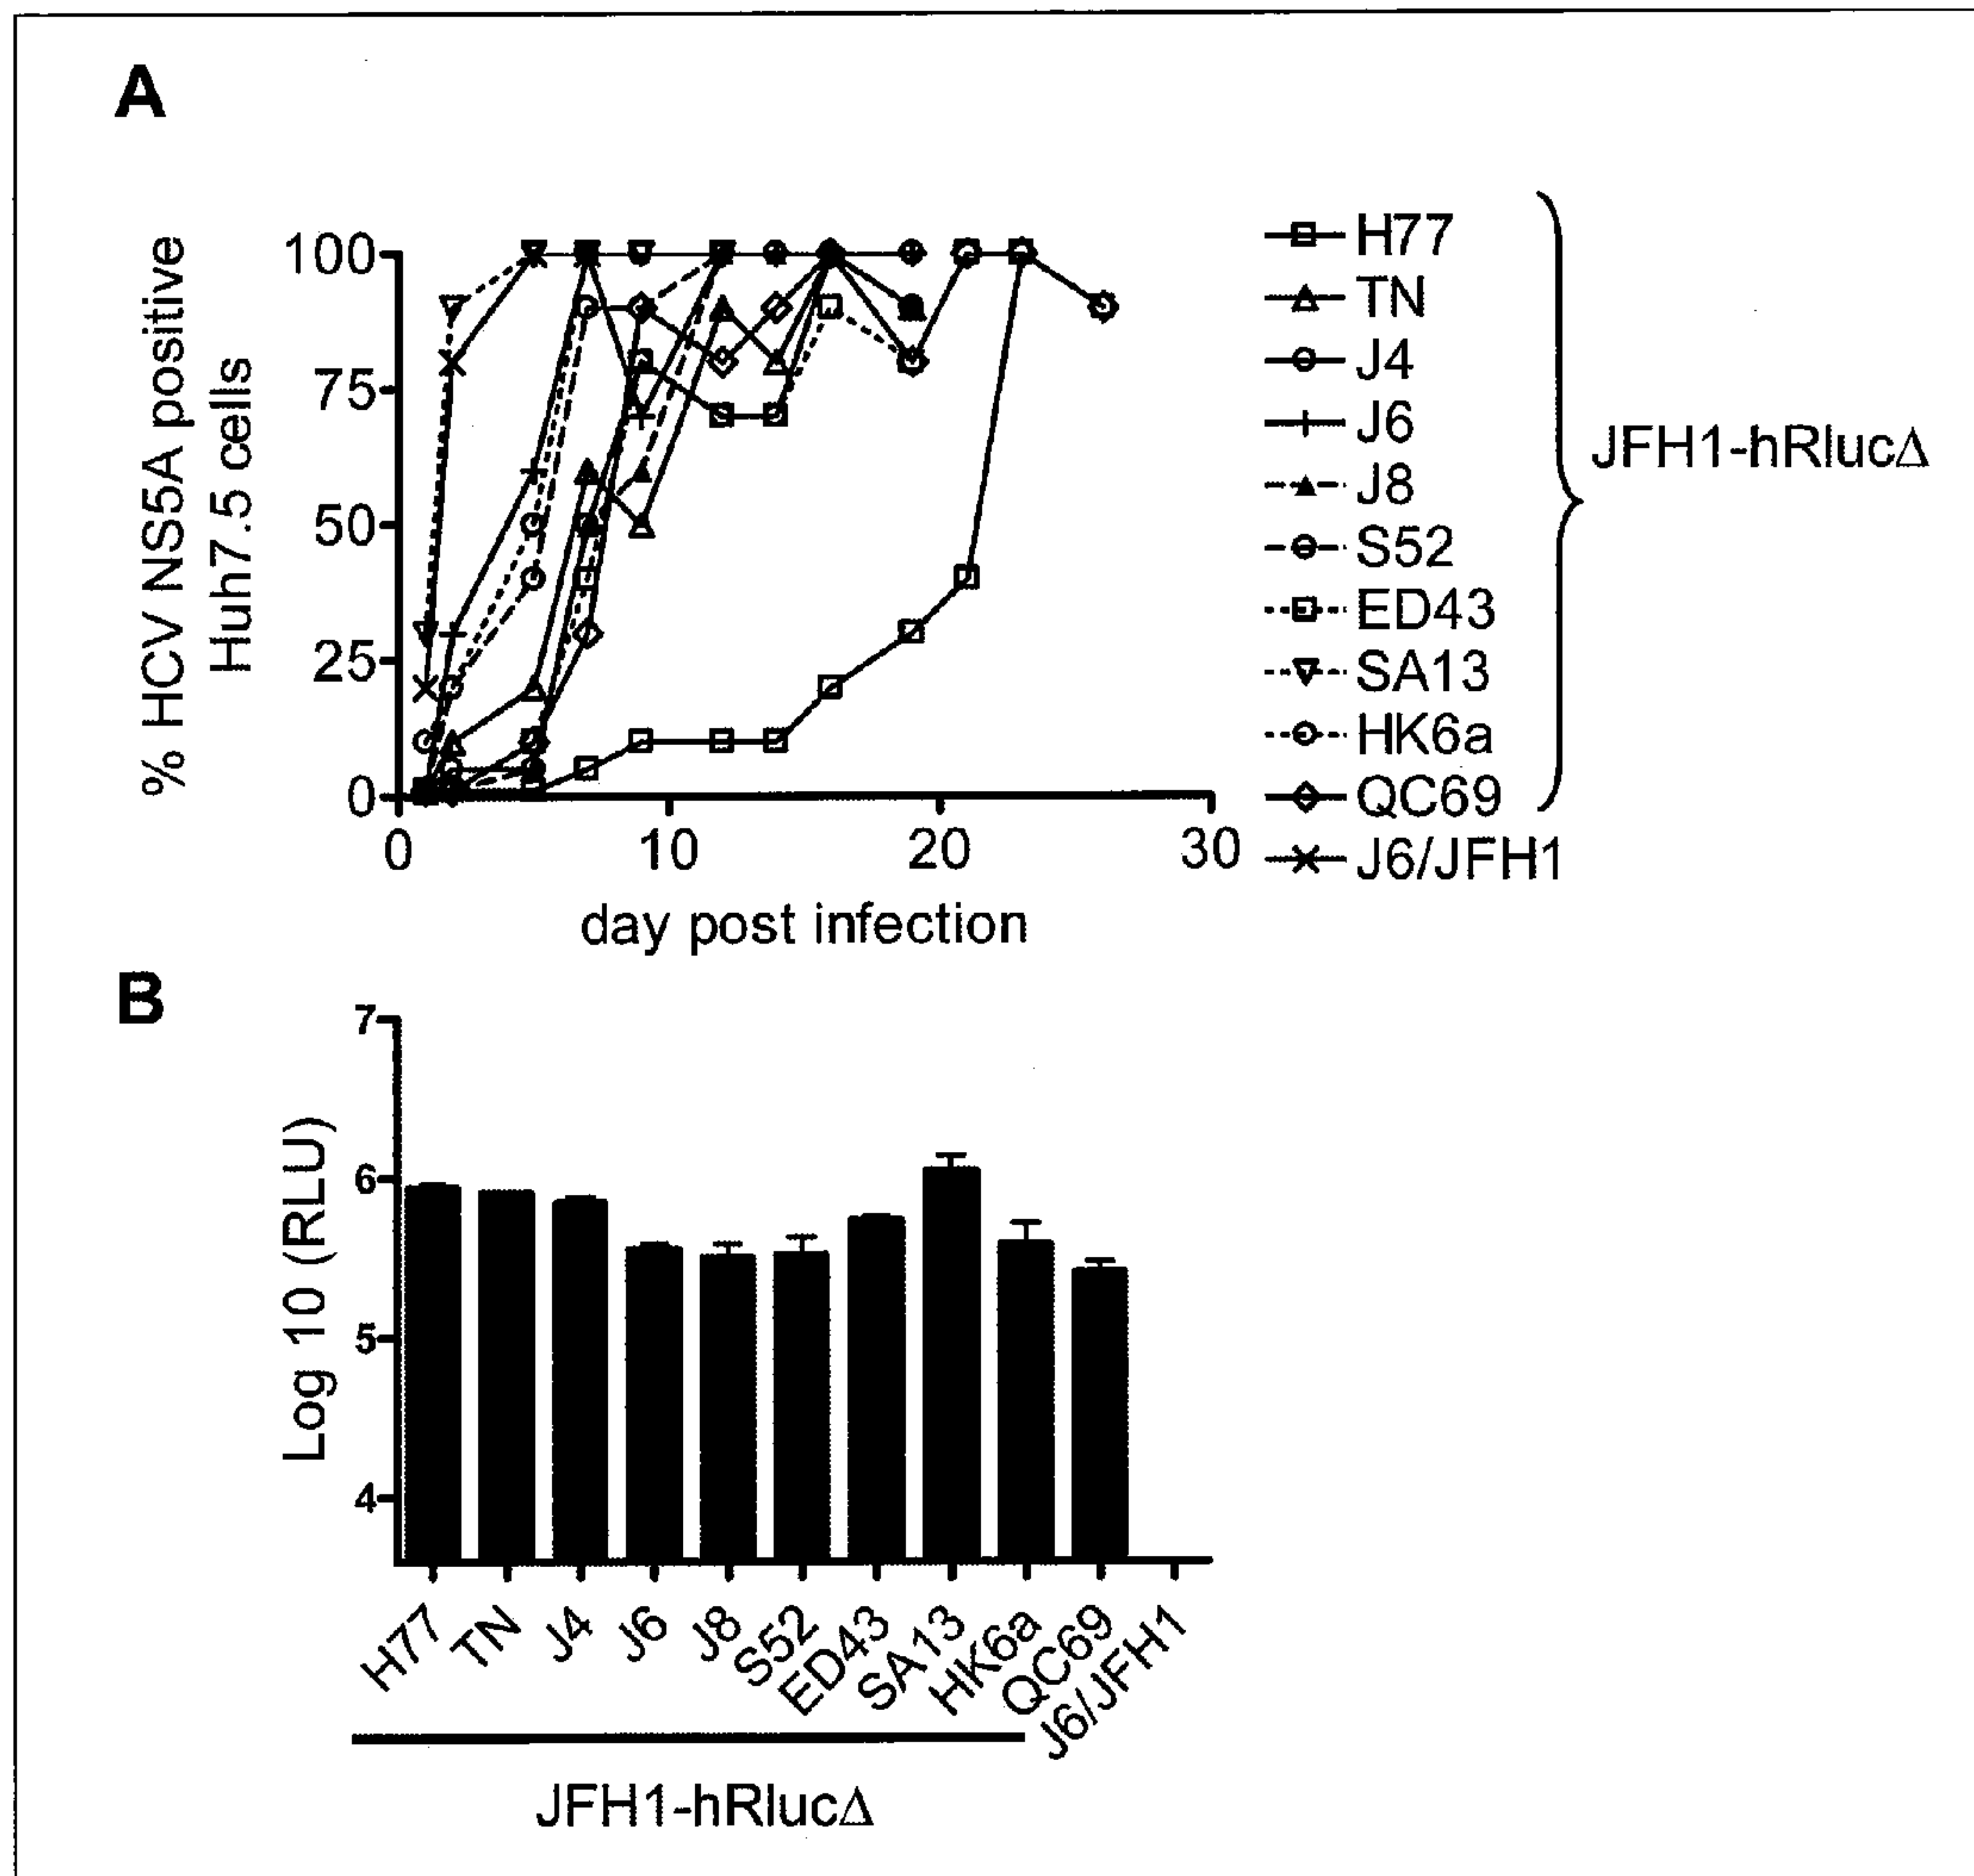 A
% HCV NS5A positive
Huh7.5 cells
100
75
50
25
0
0
10
20
30
day post infection
H77
TN
J4
J6
J8
S52
ED43
SA13
HK6a
QC69
J6/JFH1
JFH1-hRlucΔ
B
Log 10 (RLU)
7
6
5
4
H77
TN
J4
J6
J8
S52
ED43
SA13
HK6a
QC69
J6/JFH1
JFH1-hRlucΔ